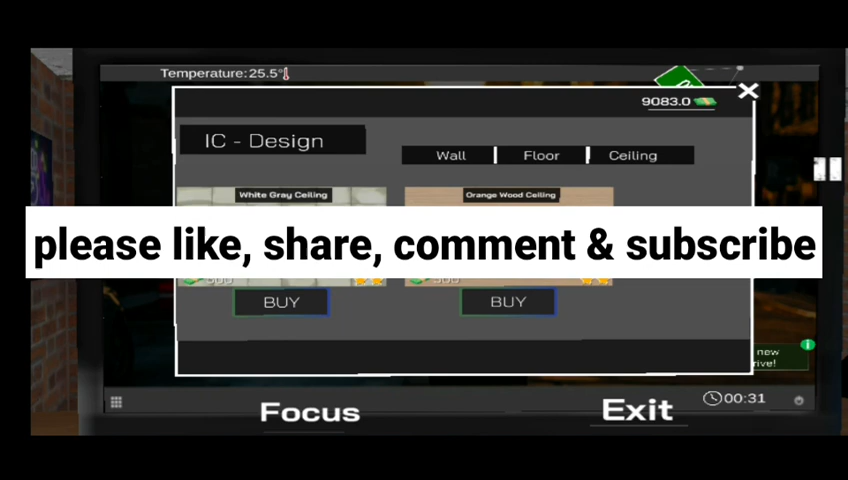 Temperature: 25.5°
9083.0
IC - Design
Wall Floor Ceiling
White Gray Ceiling Orange Wood Ceiling
please like, share, comment & subscribe
BUY BUY
new
Focus Exit 00:31